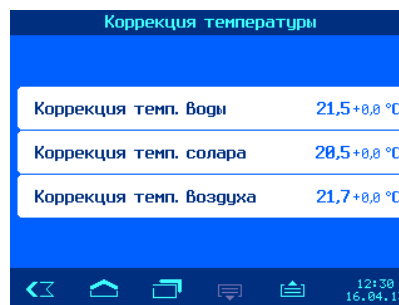 Коррекция температуры
Коррекция темп. воды 21,5+0,0 °C
Коррекция темп. солара 20,5+0,0 °C
Коррекция темп. воздуха 21,7+0,0 °C
12:30
16.04.1